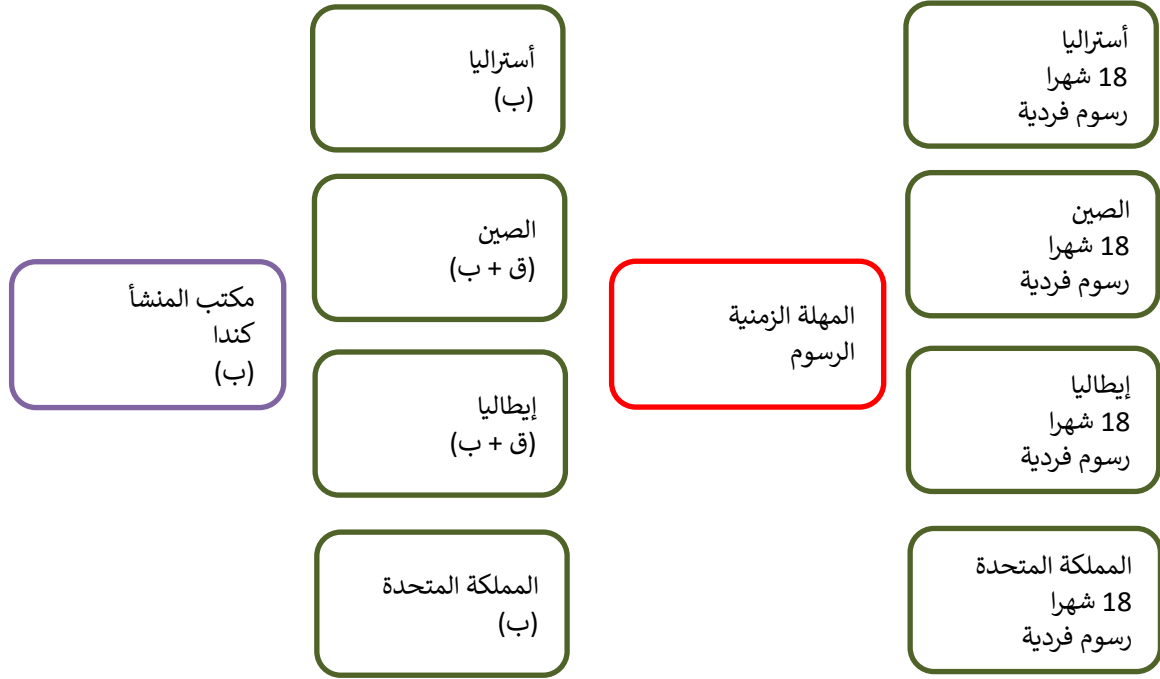 مكتب المنشأ
كندا
(ب)
أستراليا
(ب)
الصين
(ق + ب)
إيطاليا
(ق + ب)
المملكة المتحدة
(ب)
المهلة الزمنية
الرسوم
أستراليا
18 شهرا
رسوم فردية
الصين
18 شهرا
رسوم فردية
إيطاليا
18 شهرا
رسوم فردية
المملكة المتحدة
18 شهرا
رسوم فردية